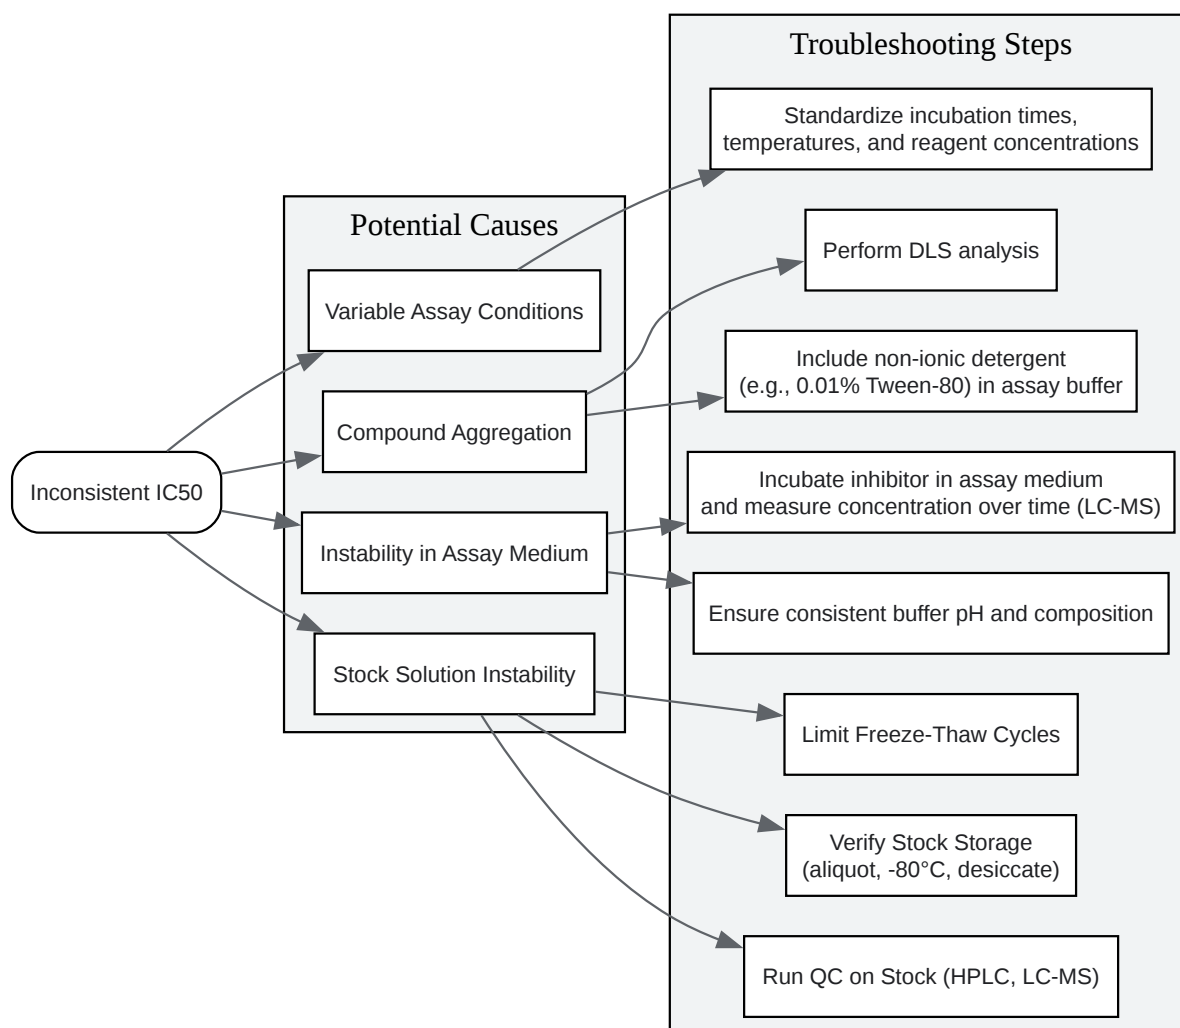 Troubleshooting Steps
Standardize incubation times,
temperatures, and reagent concentrations
Potential Causes
Perform DLS analysis
Variable Assay Conditions
Include non-ionic detergent
(e.g., 0.01% Tween-80) in assay buffer
Compound Aggregation
Inconsistent IC50
Incubate inhibitor in assay medium
and measure concentration over time (LC-MS)
Instability in Assay Medium
Ensure consistent buffer pH and composition
Stock Solution Instability
Limit Freeze-Thaw Cycles
Verify Stock Storage
(aliquot, -80°C, desiccate)
Run QC on Stock (HPLC, LC-MS)